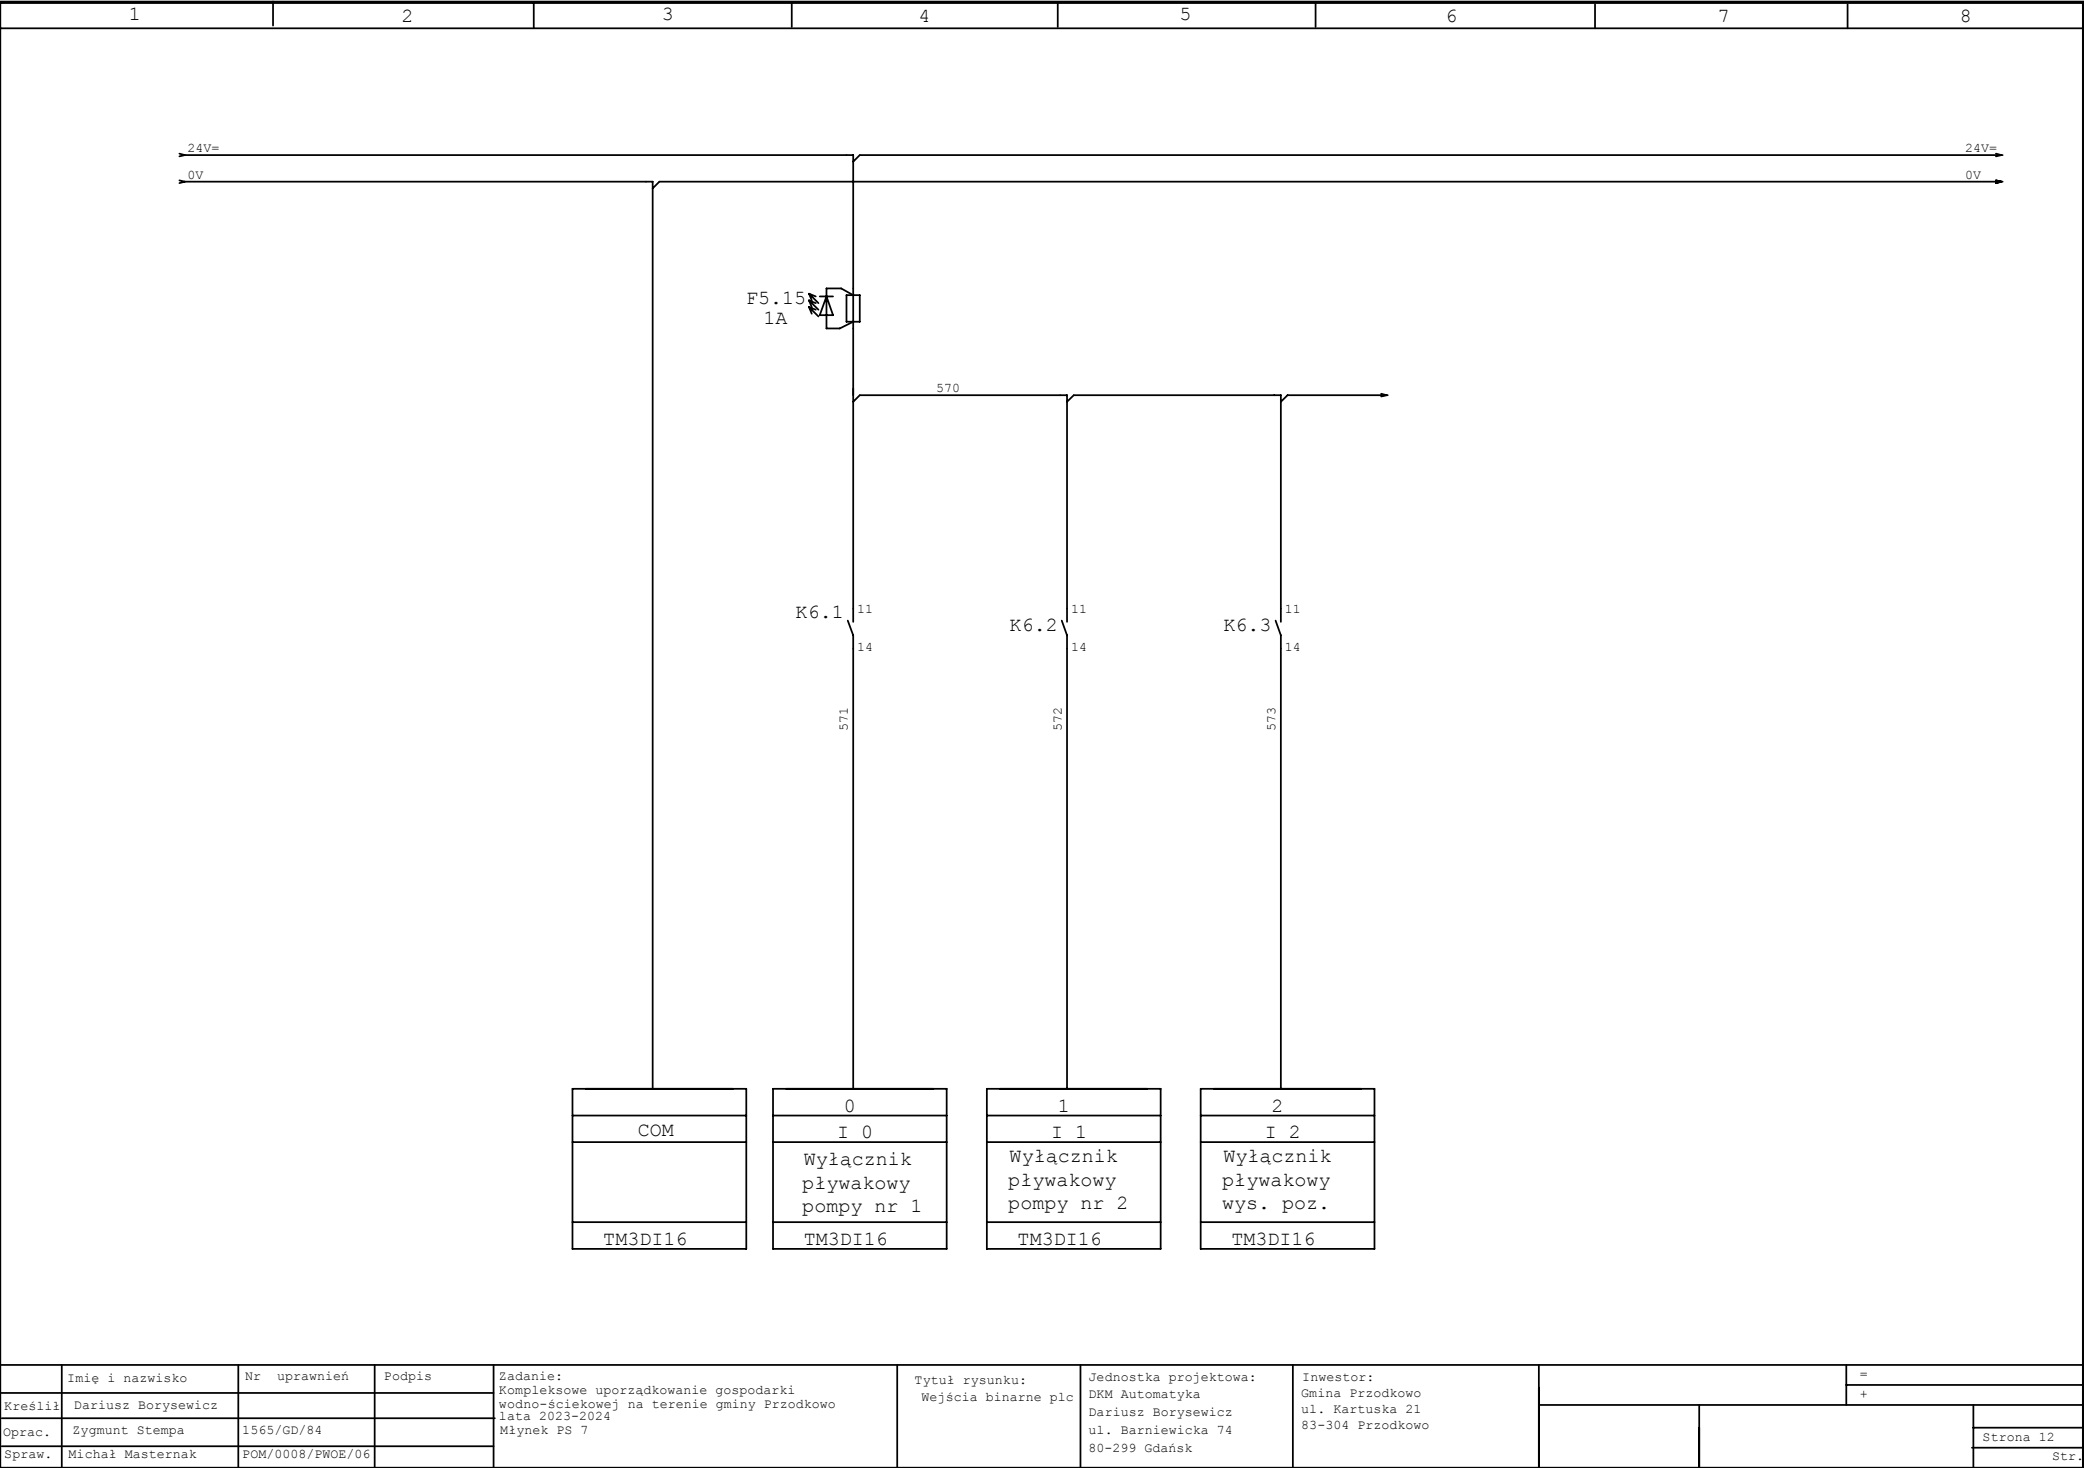 1 2 3 4 5 6 7 8
24V= 24V=
0V 0V
F5.15
1A
570
K6.1 11 14
K6.2 11 14
K6.3 11 14
571 572 573
COM
TM3DI16
0
I 0
Wyłącznik
pływakowy
pompy nr 1
TM3DI16
1
I 1
Wyłącznik
pływakowy
pompy nr 2
TM3DI16
2
I 2
Wyłącznik
pływakowy
wys. poz.
TM3DI16
Imię i nazwisko Nr uprawnień Podpis
Kreślił Dariusz Borysewicz
Oprac. Zygmunt Stempa 1565/GD/84
Spraw. Michał Masternak POM/0008/PWOE/06
Zadanie:
Kompleksowe uporządkowanie gospodarki
wodno-ściekowej na terenie gminy Przodkowo
lata 2023-2024
Młynek PS 7
Tytuł rysunku:
Wejścia binarne plc
Jednostka projektowa:
DKM Automatyka
Dariusz Borysewicz
ul. Barniewicka 74
80-299 Gdańsk
Inwestor:
Gmina Przodkowo
ul. Kartuska 21
83-304 Przodkowo
=
+
Strona 12
Str.